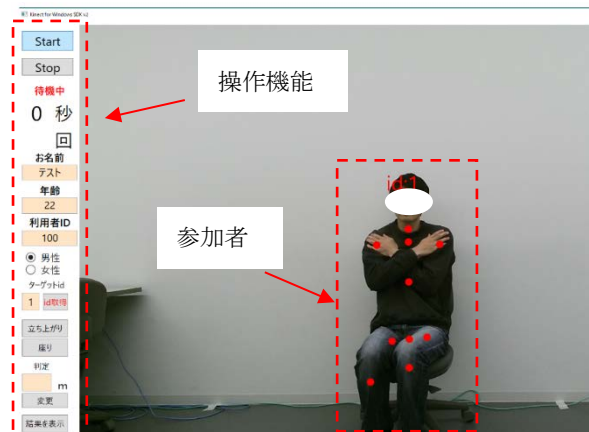 Kinect for Windows SDK v2
Start
Stop
待機中
0 秒
回
お名前
テスト
年齢
22
利用者ID
100
男性
女性
ターゲットid
1 id取得
立ち上がり
座り
判定
m
変更
結果を表示
操作機能
id:1
参加者